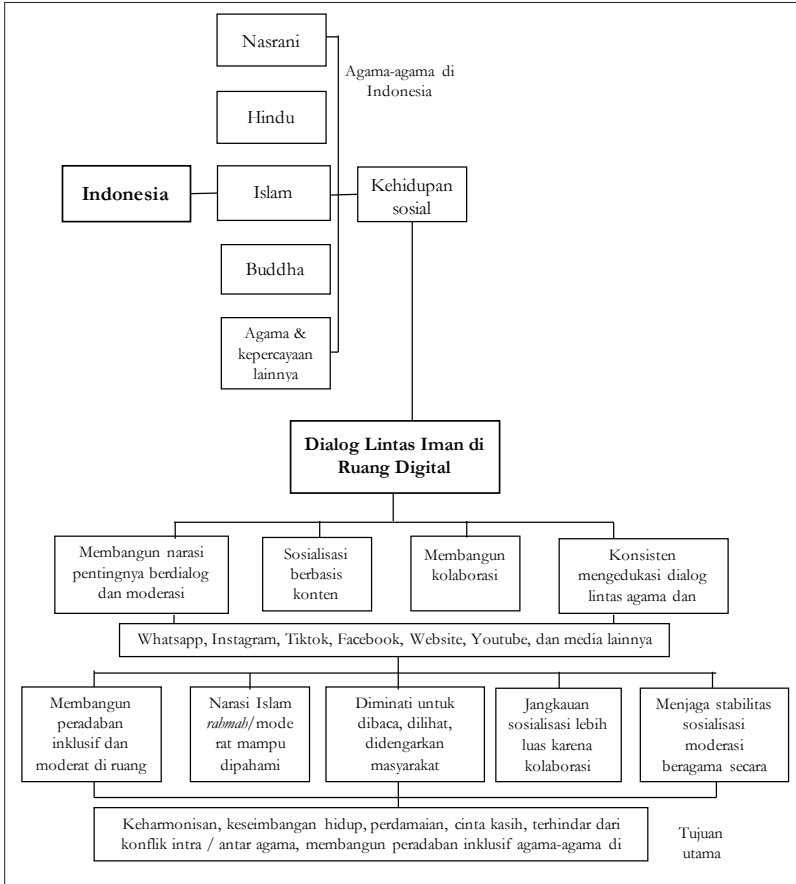 Nasrani
Agama-agama di
Indonesia
Hindu
Indonesia
Islam
Kehidupan
sosial
Buddha
Agama &
kepercayaan
lainnya
Dialog Lintas Iman di
Ruang Digital
Membangun narasi
pentingnya berdialog
dan moderasi
Sosialisasi
berbasis
konten
Membangun
kolaborasi
Konsisten
mengedukasi dialog
lintas agama dan
Whatsapp, Instagram, Tiktok, Facebook, Website, Youtube, dan media lainnya
Membangun
peradaban
inklusif dan
moderat di ruang
Narasi Islam
rahmah/mode
rat mampu
dipahami
Diminati untuk
dibaca, dilihat,
didengarkan
masyarakat
Jangkauan
sosialisasi lebih
luas karena
kolaborasi
Menjaga stabilitas
sosialisasi
moderasi
beragama secara
Keharmonisan, keseimbangan hidup, perdamaian, cinta kasih, terhindar dari
konflik intra / antar agama, membangun peradaban inklusif agama-agama di
Tujuan
utama